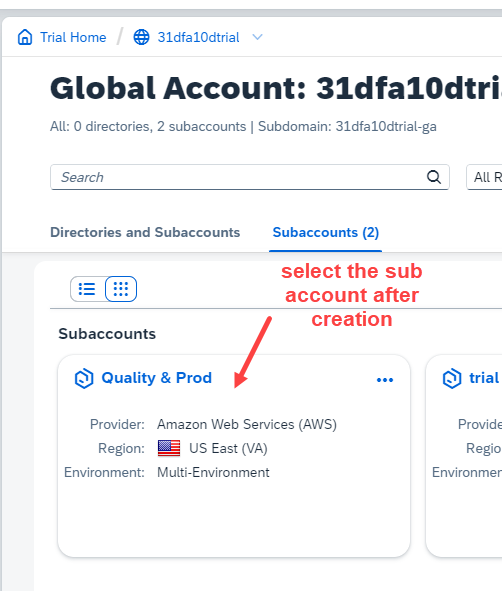 Trial Home / 31dfa10dtrial
Global Account: 31dfa10dtri
All: 0 directories, 2 subaccounts | Subdomain: 31dfa10dtrial-ga
Search
All R
Directories and Subaccounts
Subaccounts (2)
select the sub
account after
creation
Subaccounts
Quality & Prod
Provider: Amazon Web Services (AWS)
Region: US East (VA)
Environment: Multi-Environment
trial
Provide
Regio
Environmen